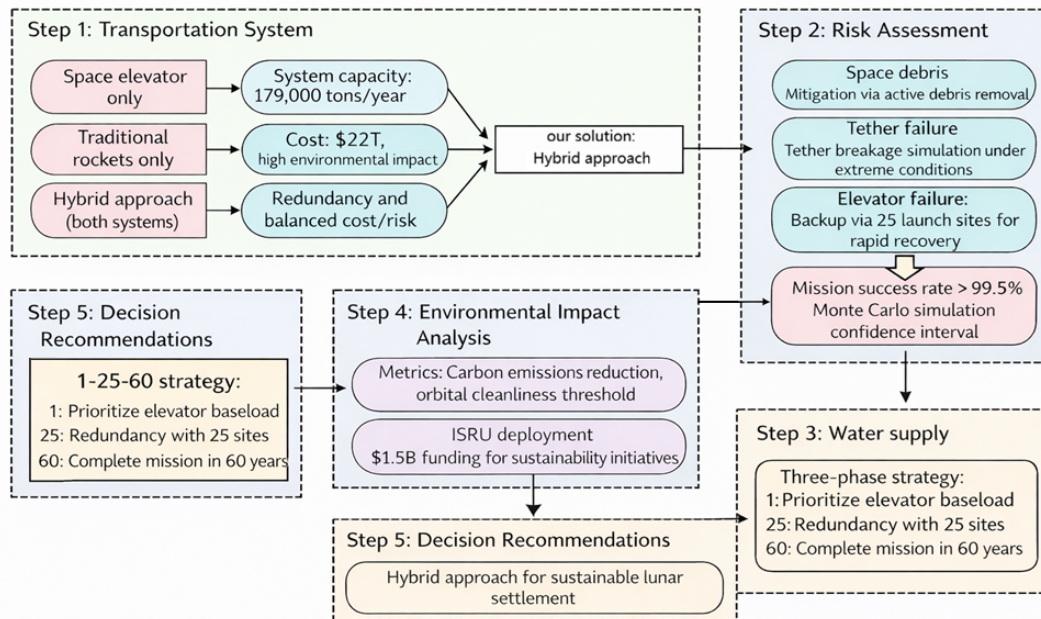 Step 1: Transportation System
Space elevator
only
System capacity:
179,000 tons/year
Traditional
rockets only
Cost: $22T,
high environmental impact
Hybrid approach
(both systems)
Redundancy and
balanced cost/risk
our solution:
Hybrid approach
Step 2: Risk Assessment
Space debris
Mitigation via active debris removal
Tether failure
Tether breakage simulation under
extreme conditions
Elevator failure:
Backup via 25 launch sites for
rapid recovery
Mission success rate > 99.5%
Monte Carlo simulation
confidence interval
Step 5: Decision
Recommendations
1-25-60 strategy:
1: Prioritize elevator baseload
25: Redundancy with 25 sites
60: Complete mission in 60 years
Step 4: Environmental Impact
Analysis
Metrics: Carbon emissions reduction,
orbital cleanliness threshold
ISRU deployment
$1.5B funding for sustainability initiatives
Step 3: Water supply
Three-phase strategy:
1: Prioritize elevator baseload
25: Redundancy with 25 sites
60: Complete mission in 60 years
Step 5: Decision Recommendations
Hybrid approach for sustainable lunar
settlement